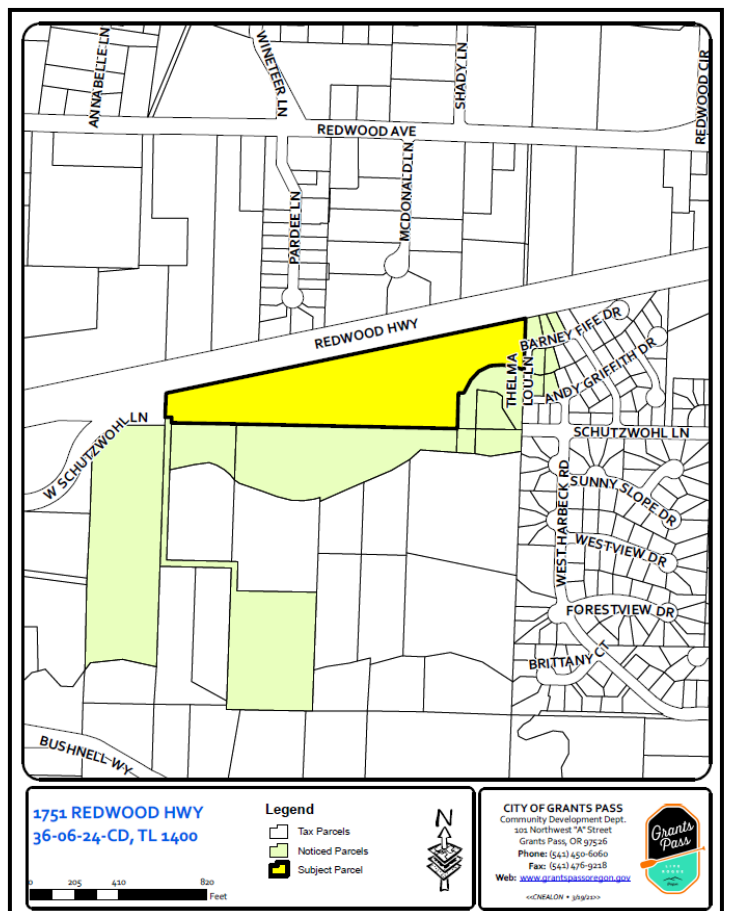 ANNABELLE LN
WINETEER LN
SHADY LN
REDWOOD CIR
REDWOOD AVE
MCDONALD LN
PARDEE LN
REDWOOD HWY
BARNEY FIFE DR
THELMA
LOU LN
ANDY GRIFFITH DR
W SCHUTZWOHL LN
SCHUTZWOHL LN
SUNNY SLOPE DR
WEST HARBECK RD
WESTVIEW DR
FORESTVIEW DR
BRITTANY CT
BUSHNELL WY
1751 REDWOOD HWY
36-06-24-CD, TL 1400
0 205 410 820
Feet
Legend
Tax Parcels
Noticed Parcels
Subject Parcel
N
CITY OF GRANTS PASS
Community Development Dept.
101 Northwest "A" Street
Grants Pass, OR 97526
Phone: (541) 450-6060
Fax: (541) 476-9218
Web: www.grantspassoregon.gov
<<CNEALON • 3/19/21>>
Grants
Pass